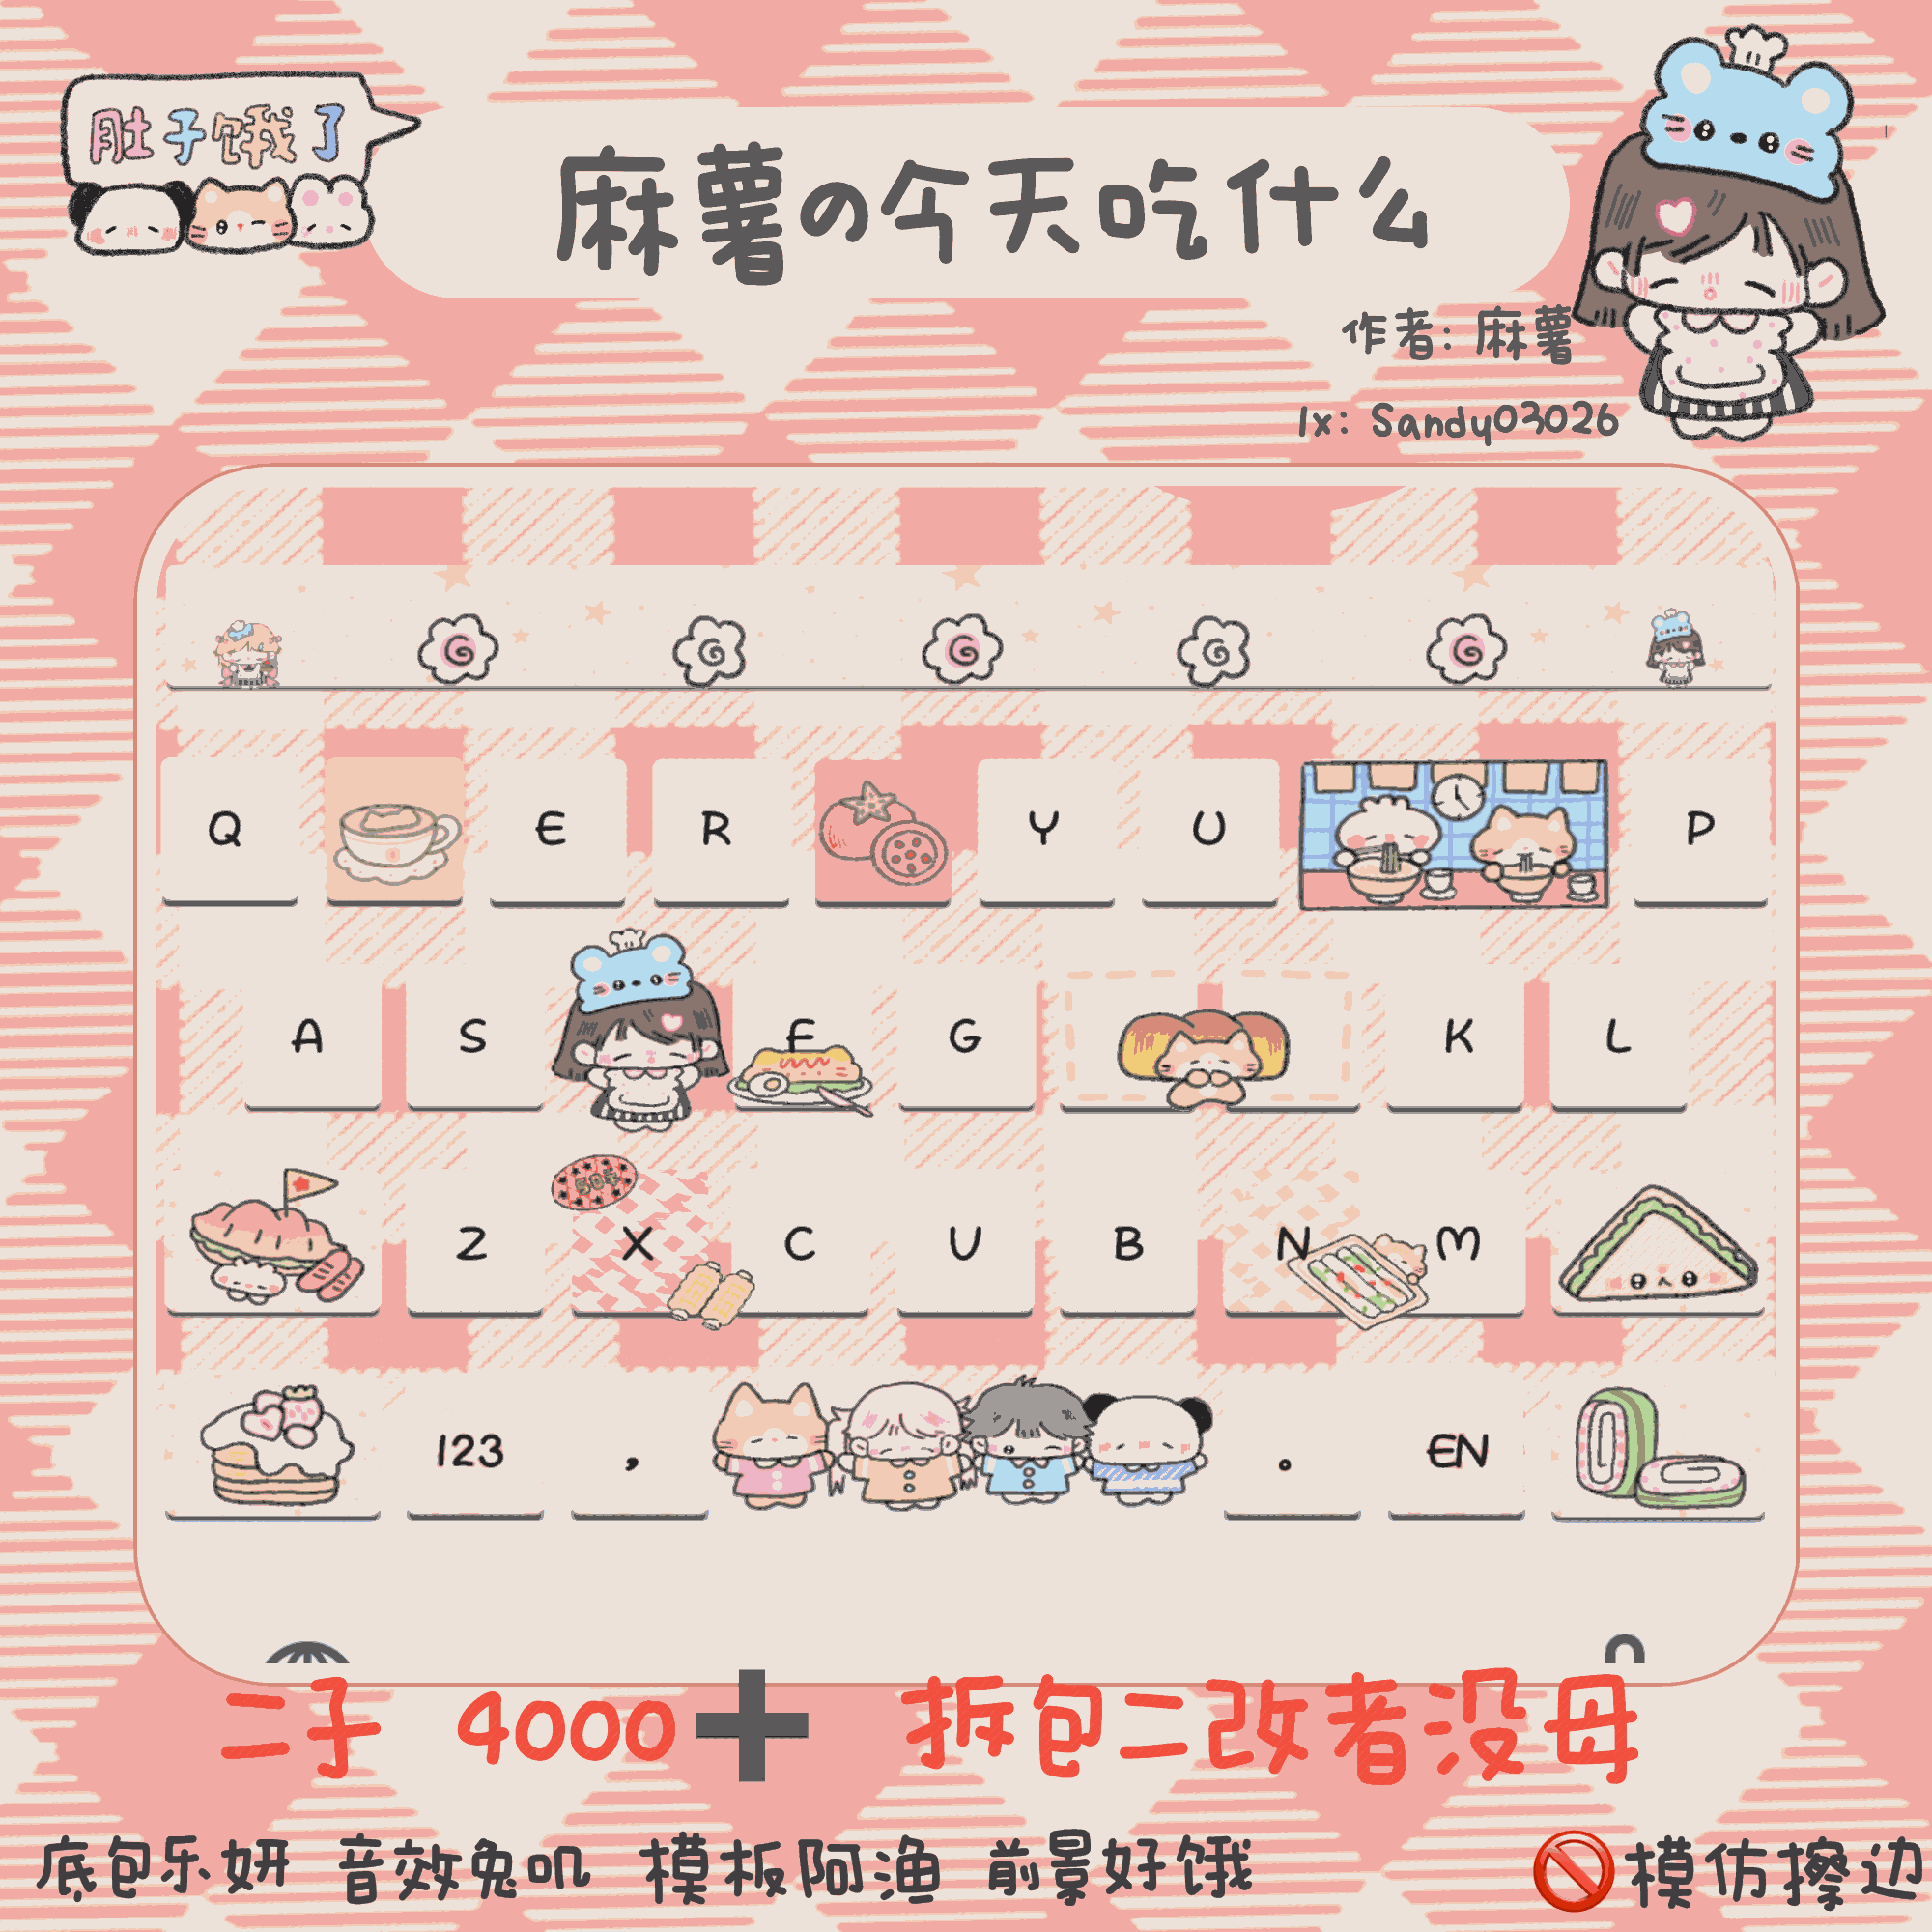 肚子饿了
麻薯の今天吃什么
作者: 麻薯
lx: Sandy03026
Q E R Y U P
A S F G K L
Z X C U B N M
123 , 。 EN
二子 4000+ 拆包二改者没母
底包乐妍 音效兔叽 模板阿渔 前景好饿 🚫模仿擦边